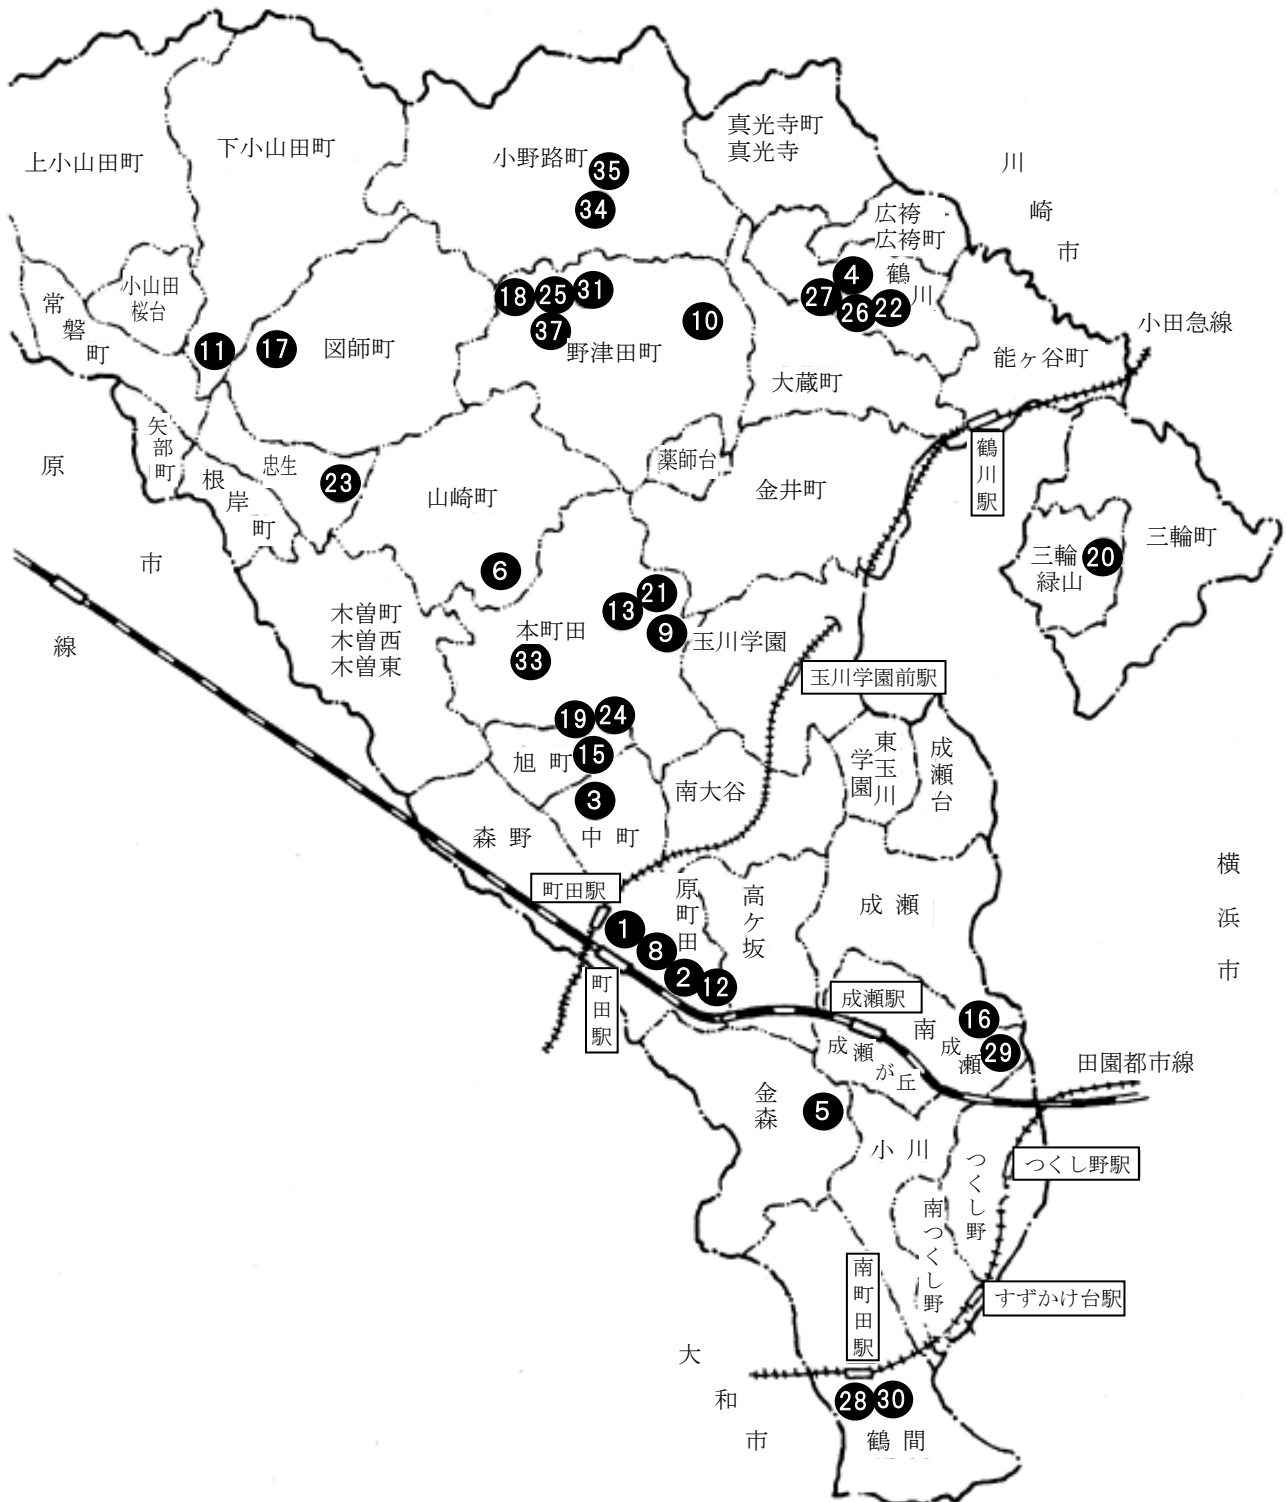 上小山田町
下小山田町
小野路町
35
34
真光寺町
真光寺
川
崎
市
広袴
広袴町
鶴
川
4
27
26
22
小山田
桜台
常
磐
町
11
17
図師町
18
25
31
37
野津田町
10
大蔵町
能ヶ谷町
小田急線
鶴川駅
矢部町
根
岸
町
忠生
23
山崎町
薬師台
金井町
原
市
線
6
三輪
緑山
20
三輪町
木曽町
木曽西
木曽東
本町田
33
13
21
9
玉川学園
玉川学園前駅
19
24
旭町
15
3
中町
森野
南大谷
東玉川
学園
成瀬台
町田駅
原町田
高ケ坂
成瀬
横
浜
市
1
8
2
12
町田駅
成瀬駅
南
成
瀬
16
29
成
瀬
が
丘
田園都市線
金森
5
小川
つくし野
つくし野駅
南つくし野
南町田駅
すずかけ台駅
大
和
市
28
30
鶴間